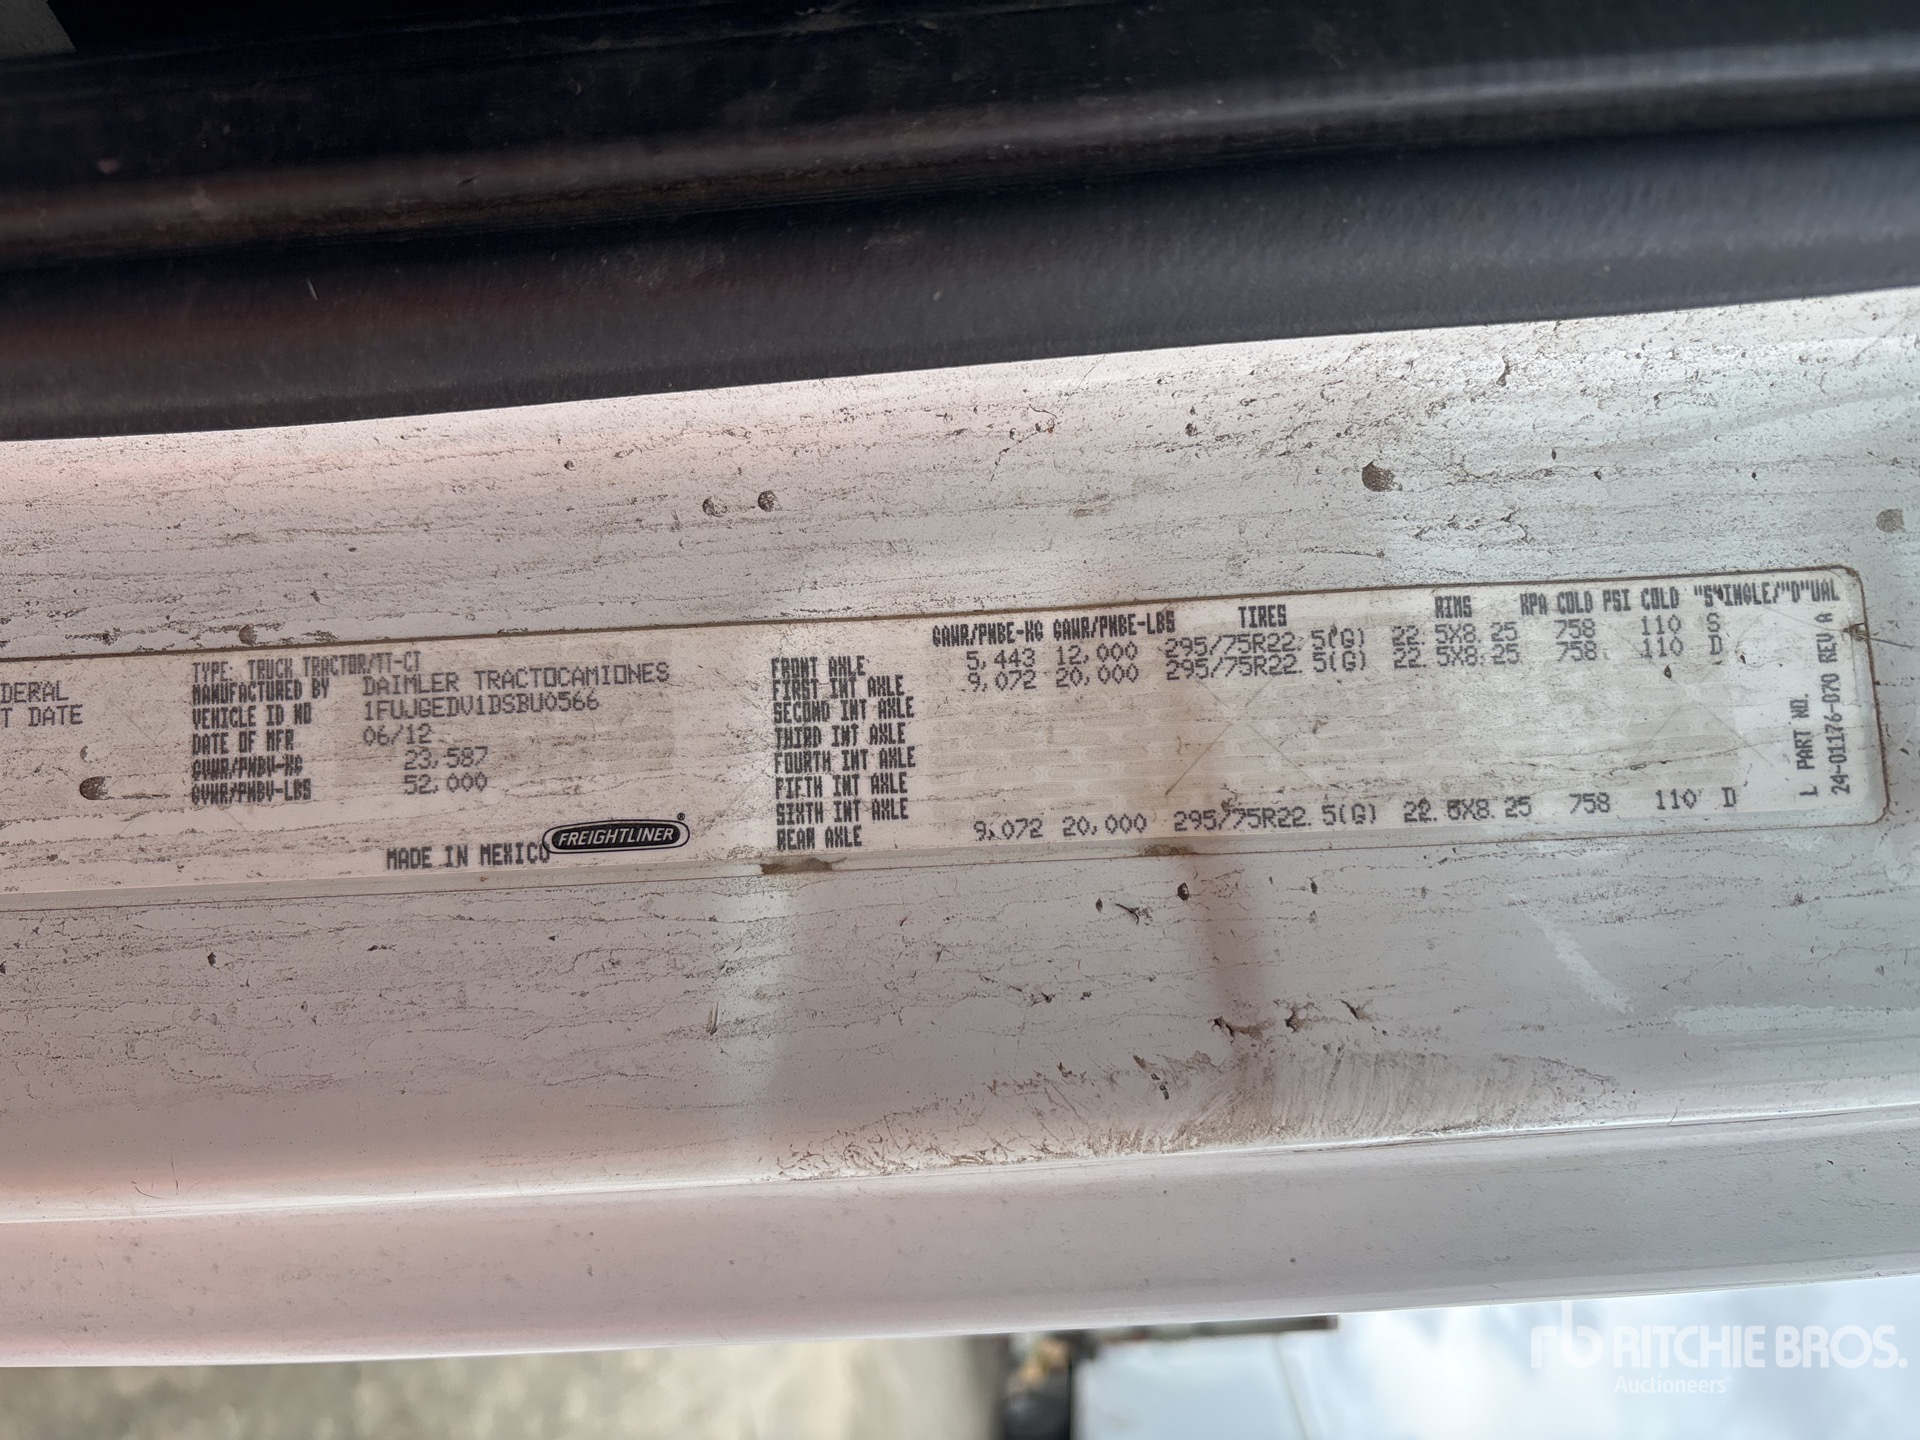 DERAL
T DATE
TYPE: TRUCK TRACTOR/TT-CT
MANUFACTURED BY DAIMLER TRACTOCAMIONES
VEHICLE ID NO 1FUJGEDV1DSBU0566
DATE OF MFR 06/12
GVWR/PNBV-KG 23,587
GVWR/PNBV-LBS 52,000
MADE IN MEXICO FREIGHTLINER®
GAWR/PNBE-KG GAWR/PNBE-LBS TIRES RIMS KPA COLD PSI COLD "S"INGLE/"D"UAL
FRONT AXLE 5,443 12,000 295/75R22.5(G) 22.5X8.25 758 110 S
FIRST INT AXLE 9,072 20,000 295/75R22.5(G) 22.5X8.25 758 110 D
SECOND INT AXLE
THIRD INT AXLE
FOURTH INT AXLE
FIFTH INT AXLE
SIXTH INT AXLE
REAR AXLE 9,072 20,000 295/75R22.5(G) 22.5X8.25 758 110 D
L PART NO.
24-01176-070 REV A
rb RITCHIE BROS.
Auctioneers